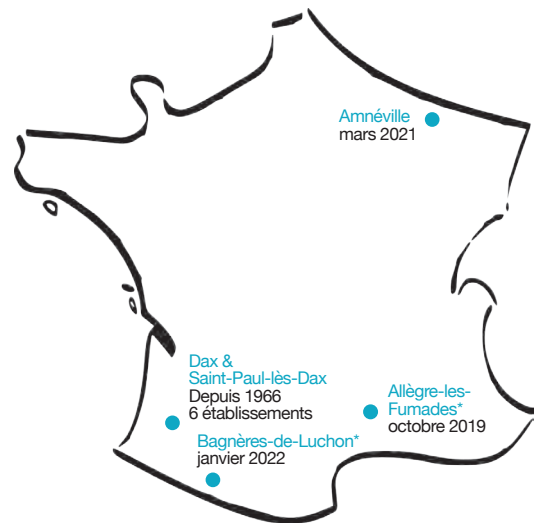 Amnéville
mars 2021
Dax &
Saint-Paul-lès-Dax
Depuis 1966
6 établissements
Allègre-les-
Fumades*
octobre 2019
Bagnères-de-Luchon*
janvier 2022